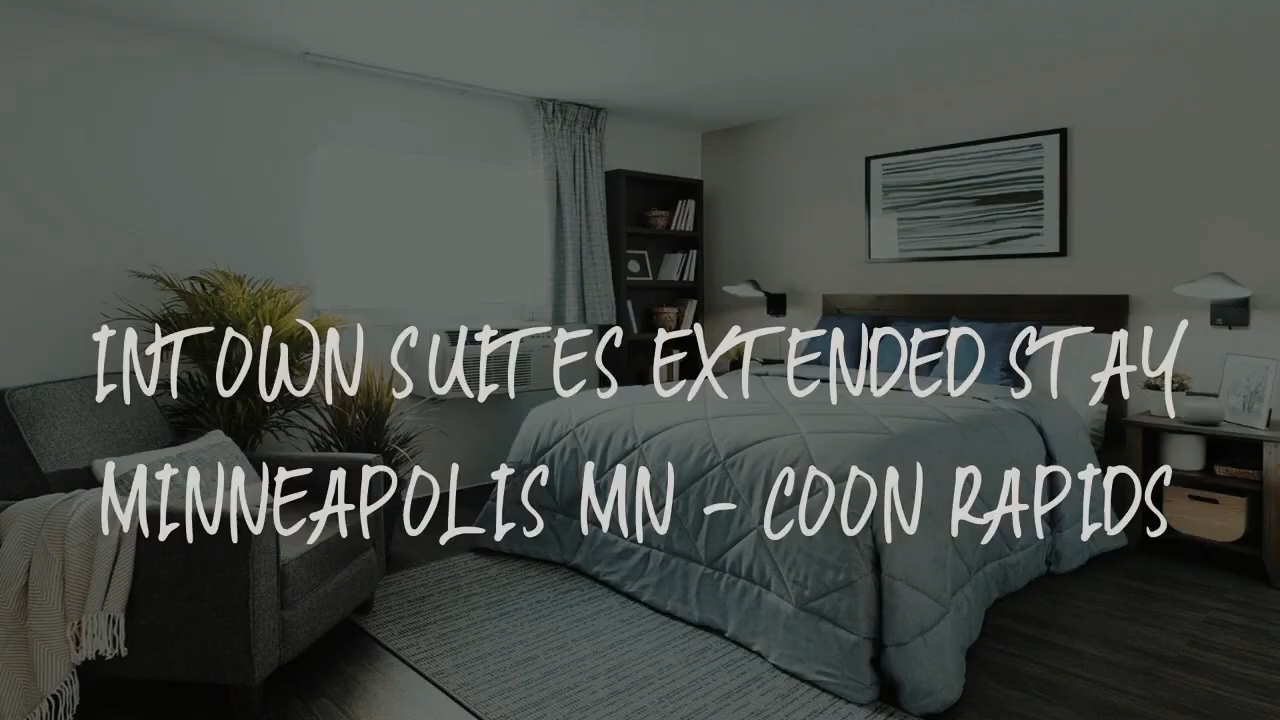 INTOWN SUITES EXTENDED STAY
MINNEAPOLIS MN - COON RAPIDS